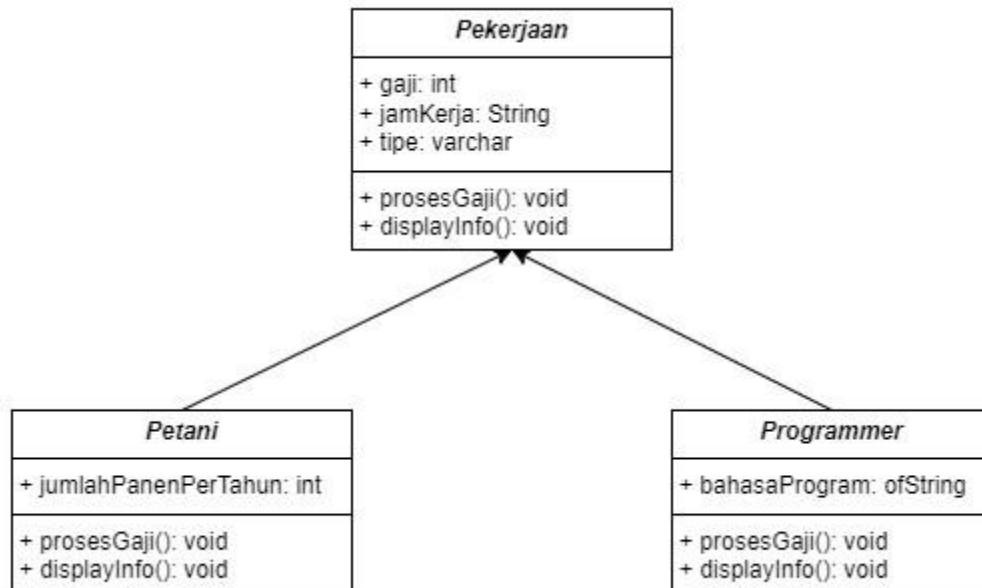 Pekerjaan
+ gaji: int
+ jamKerja: String
+ tipe: varchar
+ prosesGaji(): void
+ displayInfo(): void
Petani
+ jumlahPanenPerTahun: int
+ prosesGaji(): void
+ displayInfo(): void
Programmer
+ bahasaProgram: ofString
+ prosesGaji(): void
+ displayInfo(): void